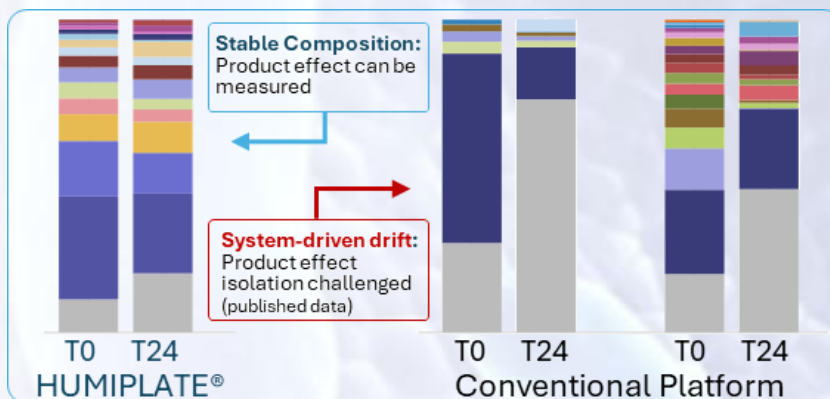 Stable Composition:
Product effect can be
measured
System-driven drift:
Product effect
isolation challenged
(published data)
T0 T24
HUMIPLATE®
T0 T24 T0 T24
Conventional Platform